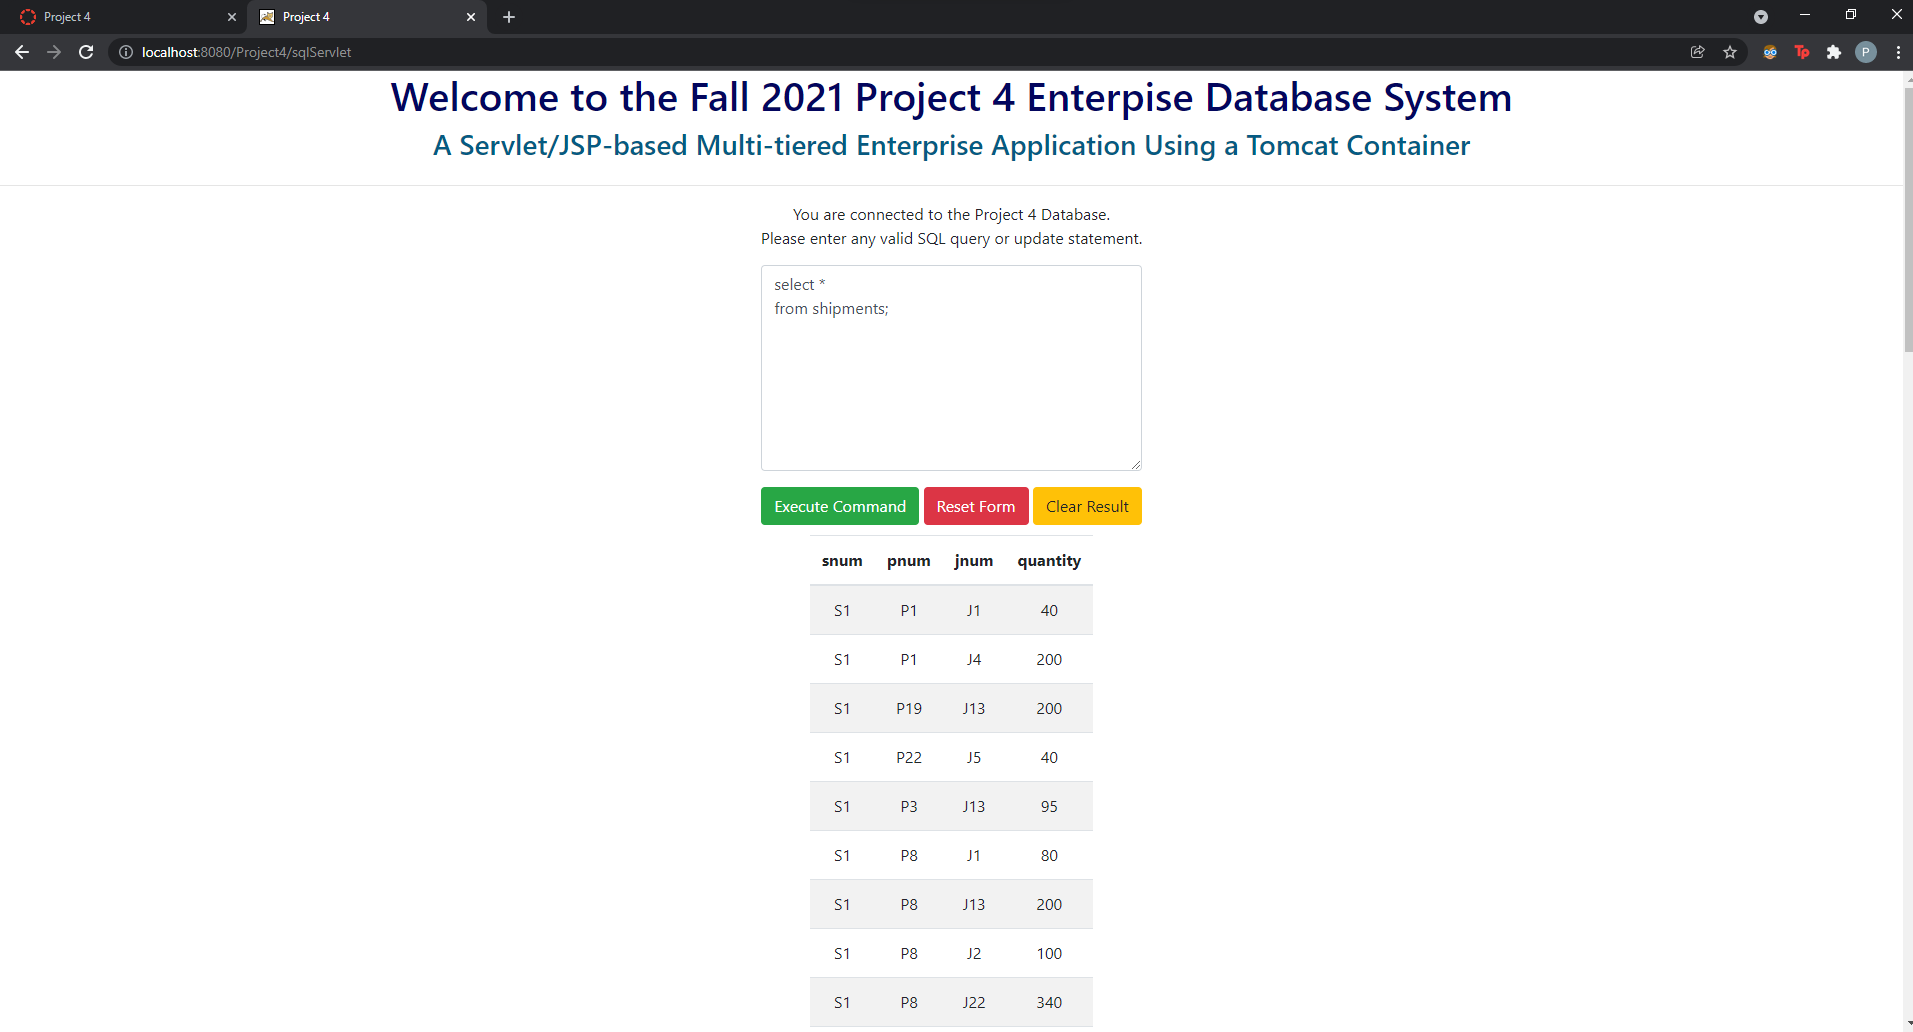 Project 4
Project 4
localhost:8080/Project4/sqlServlet
Tp
P
Welcome to the Fall 2021 Project 4 Enterpise Database System
A Servlet/JSP-based Multi-tiered Enterprise Application Using a Tomcat Container
You are connected to the Project 4 Database.
Please enter any valid SQL query or update statement.
select *
from shipments;
Execute Command Reset Form Clear Result
snum pnum jnum quantity
S1 P1 J1 40
S1 P1 J4 200
S1 P19 J13 200
S1 P22 J5 40
S1 P3 J13 95
S1 P8 J1 80
S1 P8 J13 200
S1 P8 J2 100
S1 P8 J22 340